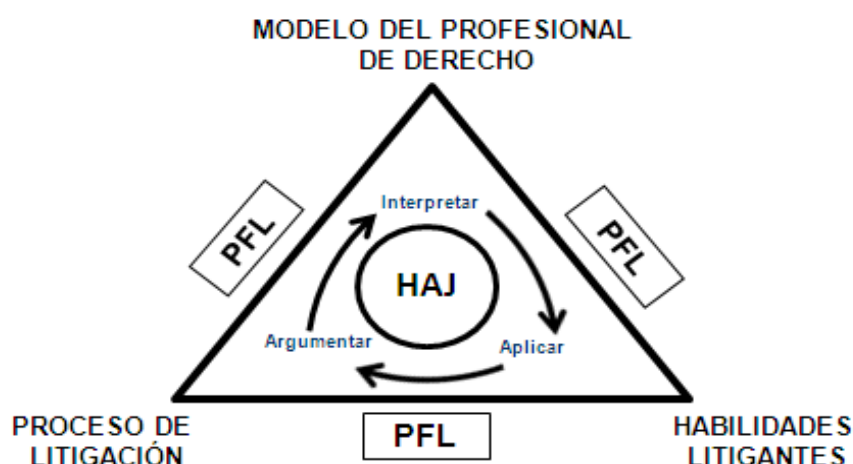 MODELO DEL PROFESIONAL
DE DERECHO
PFL
Interpretar
PFL
HAJ
Argumentar
Aplicar
PROCESO DE
LITIGACIÓN
PFL
HABILIDADES
LITIGANTES